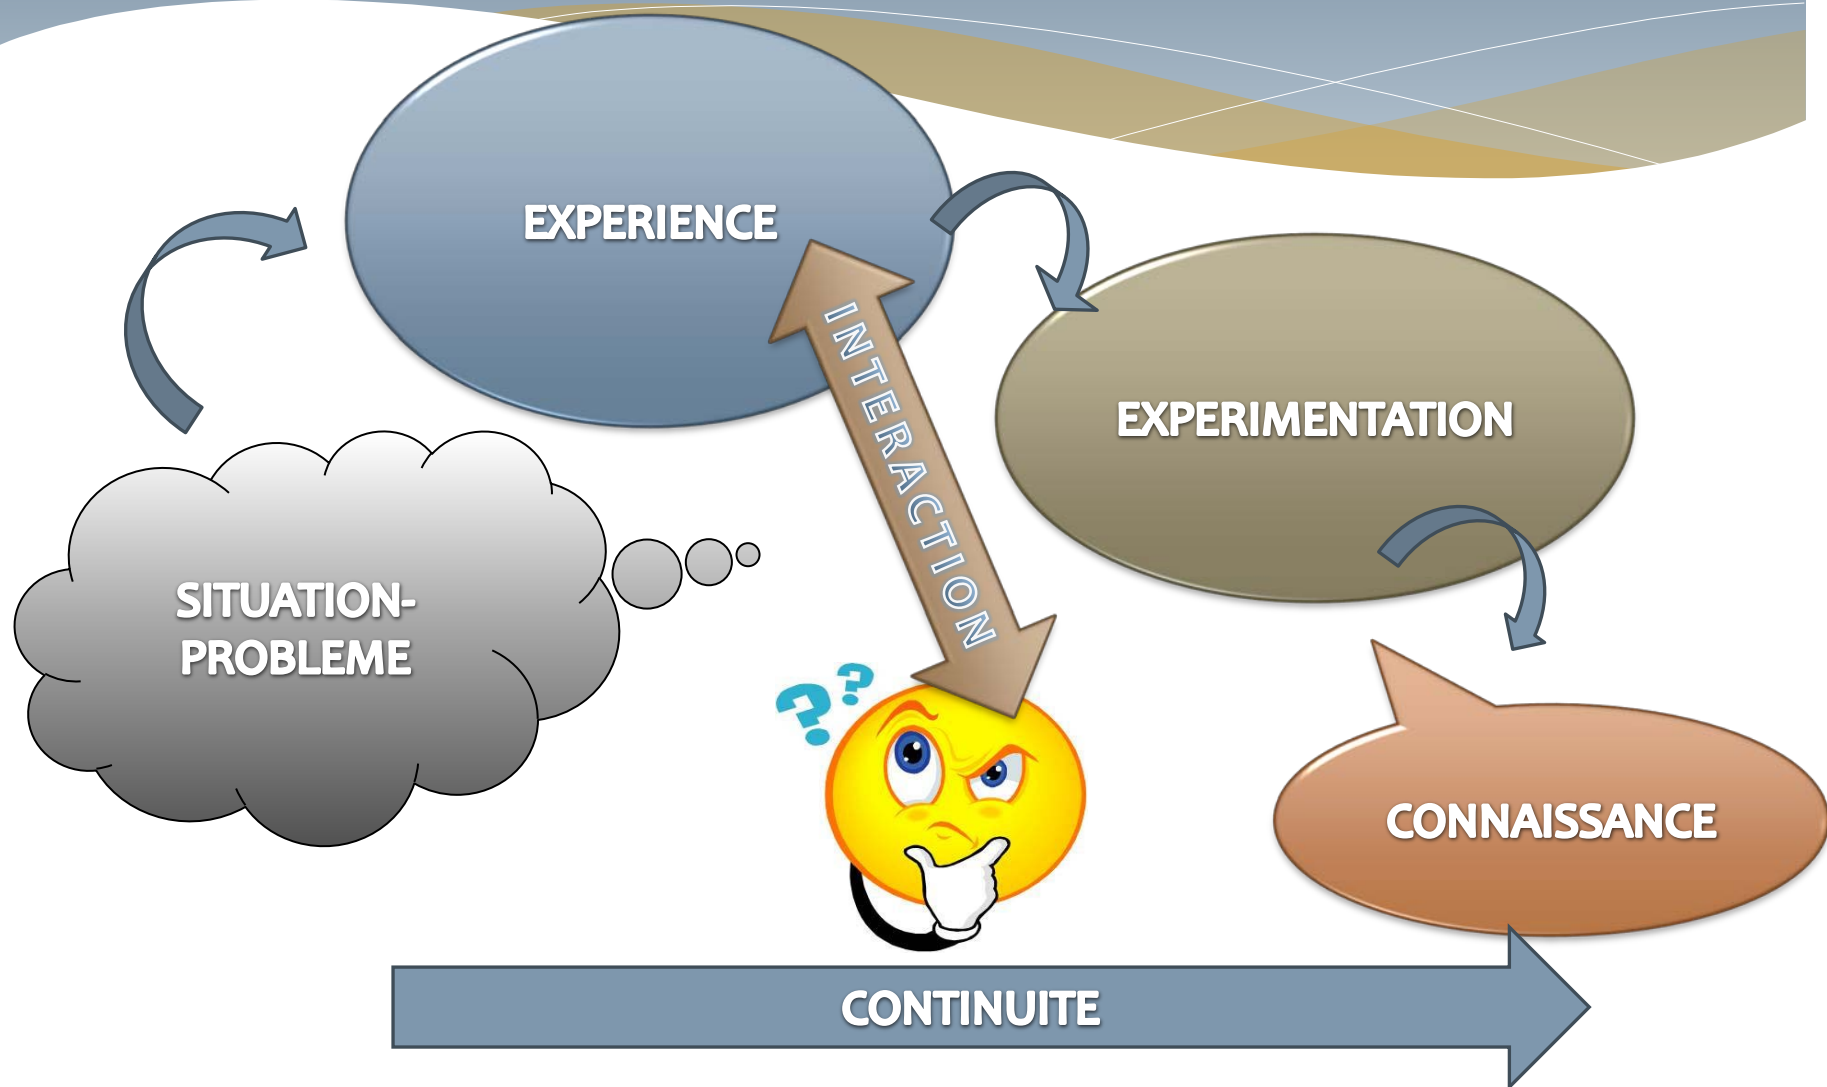 EXPERIENCE
INTERACTION
EXPERIMENTATION
SITUATION-
PROBLEME
? ?
CONNAISSANCE
CONTINUITE